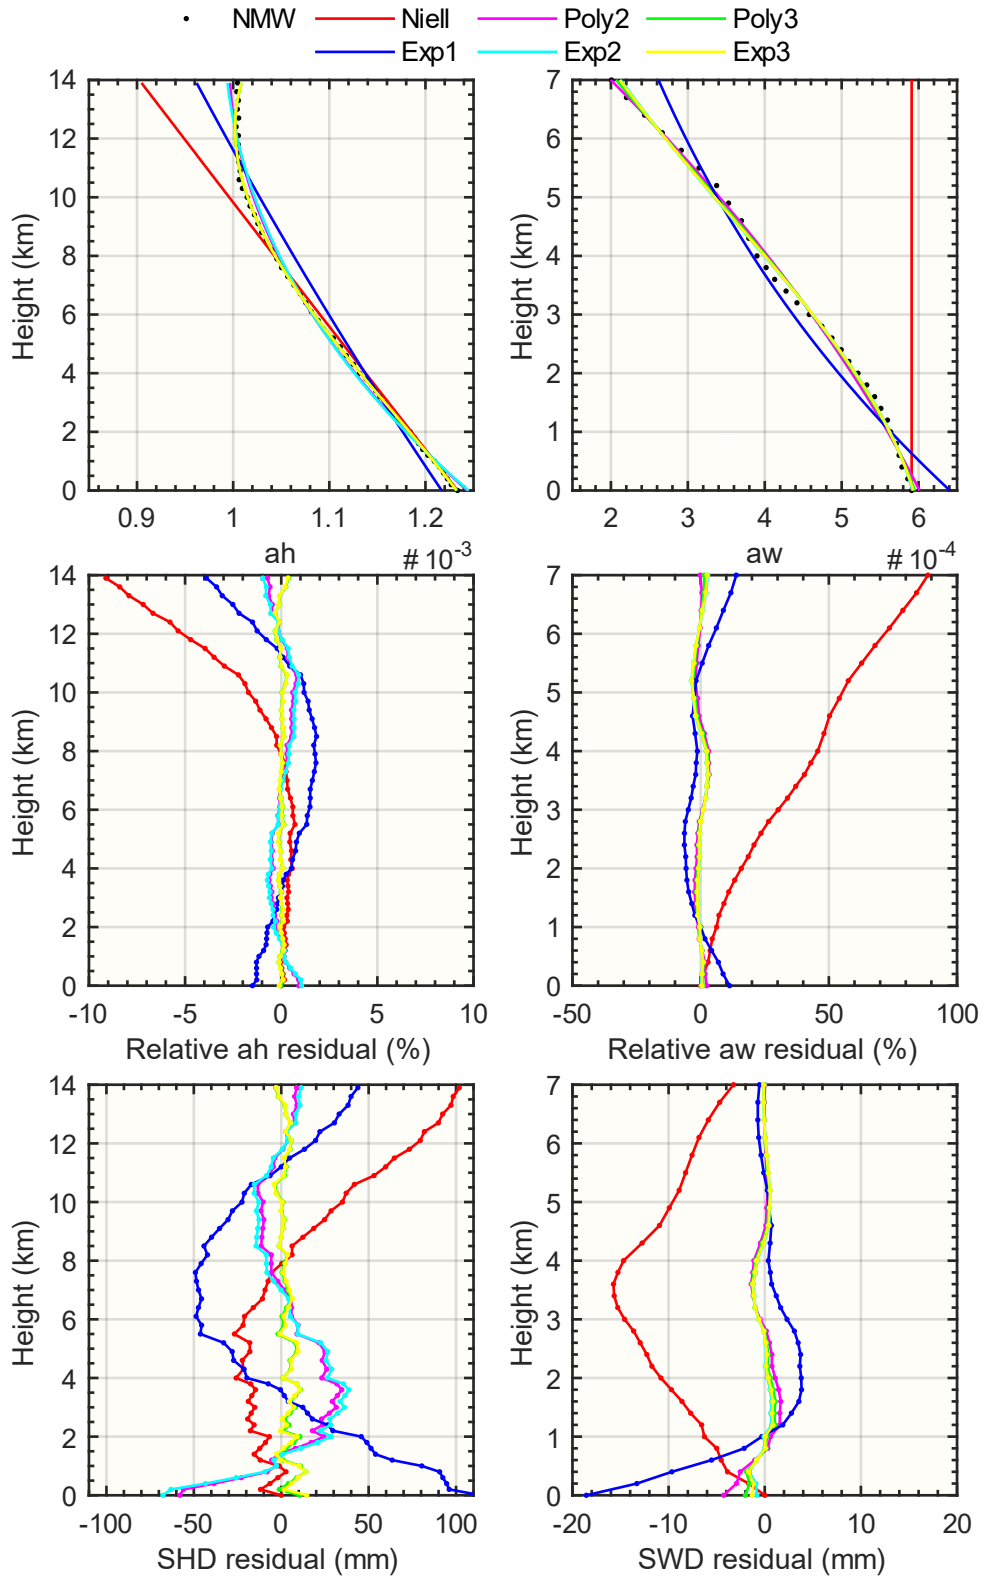 NMW Niell Poly2 Poly3
Exp1 Exp2 Exp3
14 12 10 8 6 4 2 0
Height (km)
0.9 1 1.1 1.2
ah # 10-3
7 6 5 4 3 2 1 0
Height (km)
2 3 4 5 6
aw # 10-4
14 12 10 8 6 4 2 0
Height (km)
-10 -5 0 5 10
Relative ah residual (%)
7 6 5 4 3 2 1 0
Height (km)
-50 0 50 100
Relative aw residual (%)
14 12 10 8 6 4 2 0
Height (km)
-100 -50 0 50 100
SHD residual (mm)
7 6 5 4 3 2 1 0
Height (km)
-20 -10 0 10 20
SWD residual (mm)